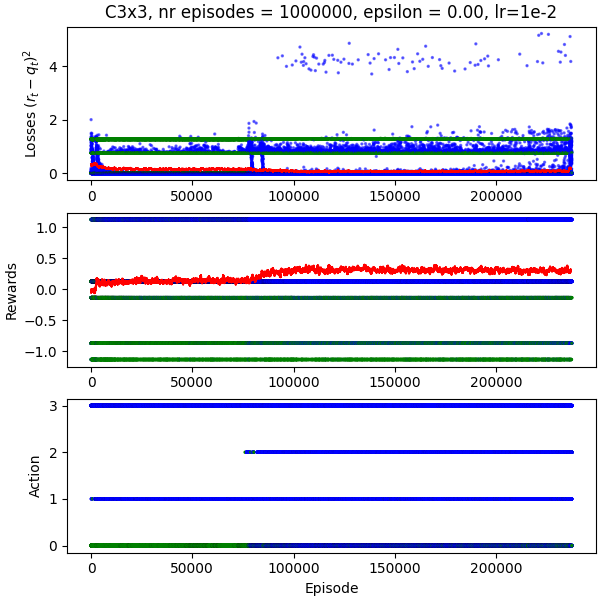 C3x3, nr episodes = 1000000, epsilon = 0.00, lr=1e-2
Losses $(r_t - q_t)^2$
4
2
0
0 50000 100000 150000 200000
Rewards
1.0
0.5
0.0
−0.5
−1.0
0 50000 100000 150000 200000
Action
3
2
1
0
0 50000 100000 150000 200000
Episode